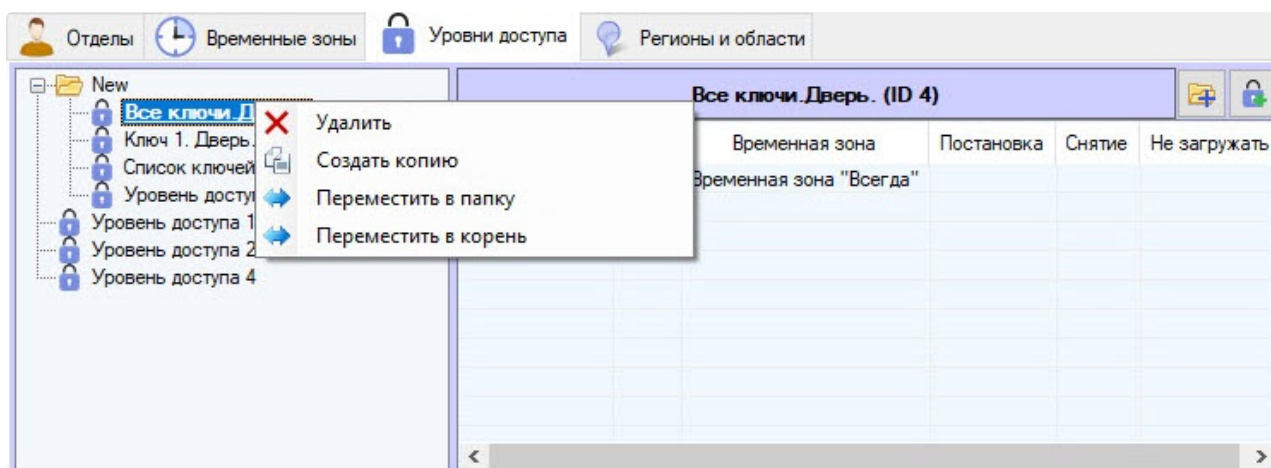 Отделы Временные зоны Уровни доступа Регионы и области
New
Все ключи.Дверь. (ID 4)
Все ключи.Д
Временная зона Постановка Снятие Не загружать
Ключ 1. Дверь.
Список ключей
Временная зона "Всегда"
Уровень
Уровень доступа 1
Уровень доступа 2
Уровень доступа 4
Удалить
Создать копию
Переместить в папку
Переместить в корень